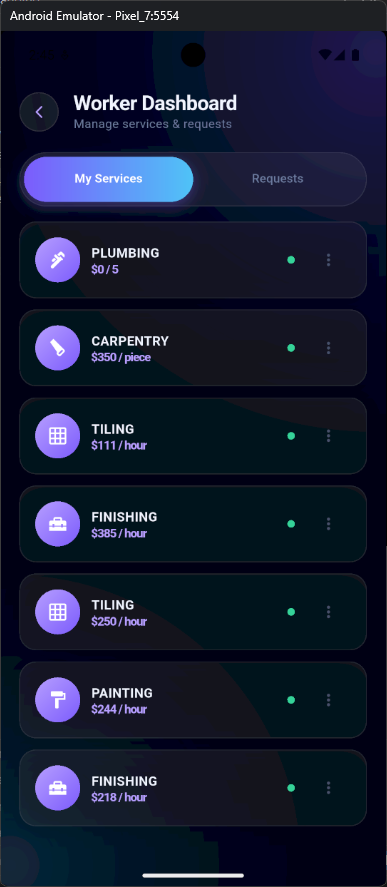 Android Emulator - Pixel_7:5554
Worker Dashboard
Manage services & requests
My Services
Requests
PLUMBING
$0 / 5
CARPENTRY
$350 / piece
TILING
$111 / hour
FINISHING
$385 / hour
TILING
$250 / hour
PAINTING
$244 / hour
FINISHING
$218 / hour